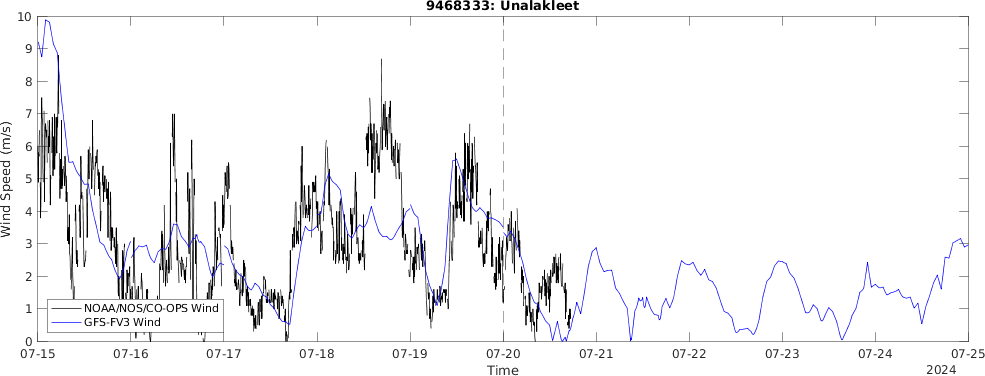 9468333: Unalakleet
Wind Speed (m/s)
10
9
8
7
6
5
4
3
2
1
0
NOAA/NOS/CO-OPS Wind
GFS-FV3 Wind
07-15 07-16 07-17 07-18 07-19 07-20 07-21 07-22 07-23 07-24 07-25
Time
2024